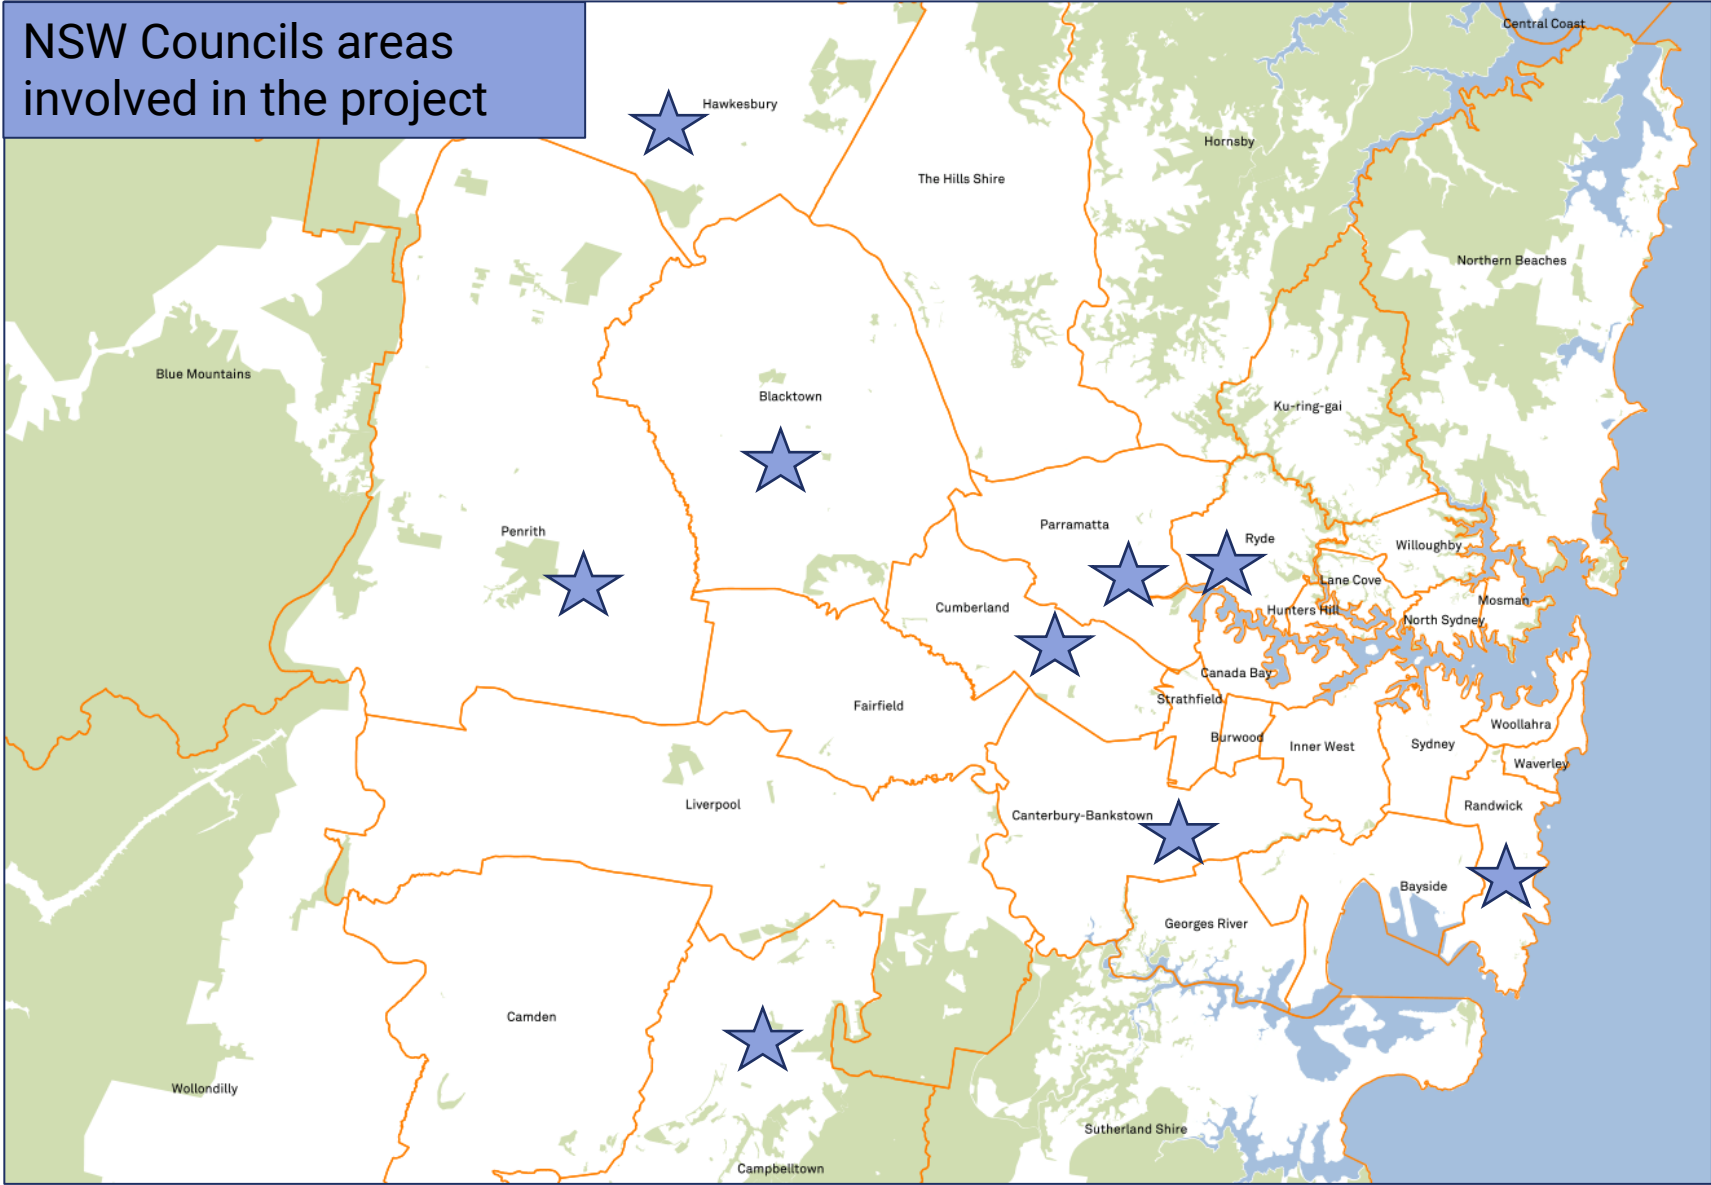 NSW Councils areas
involved in the project
Central Coast
Hawkesbury
Hornsby
The Hills Shire
Northern Beaches
Blue Mountains
Blacktown
Ku-ring-gai
Penrith
Parramatta
Ryde
Willoughby
Lane Cove
Cumberland
Hunters Hill
Mosman
North Sydney
Canada Bay
Strathfield
Fairfield
Woollahra
Burwood
Inner West
Sydney
Waverley
Liverpool
Randwick
Canterbury-Bankstown
Bayside
Georges River
Camden
Wollondilly
Sutherland Shire
Campbelltown